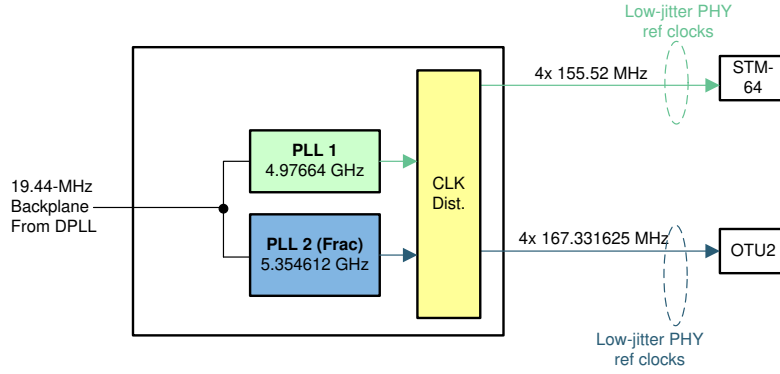 Low-jitter PHY
ref clocks
4x 155.52 MHz
STM-
64
PLL 1
4.97664 GHz
19.44-MHz
Backplane
From DPLL
CLK
Dist.
PLL 2 (Frac)
5.354612 GHz
4x 167.331625 MHz
OTU2
Low-jitter PHY
ref clocks